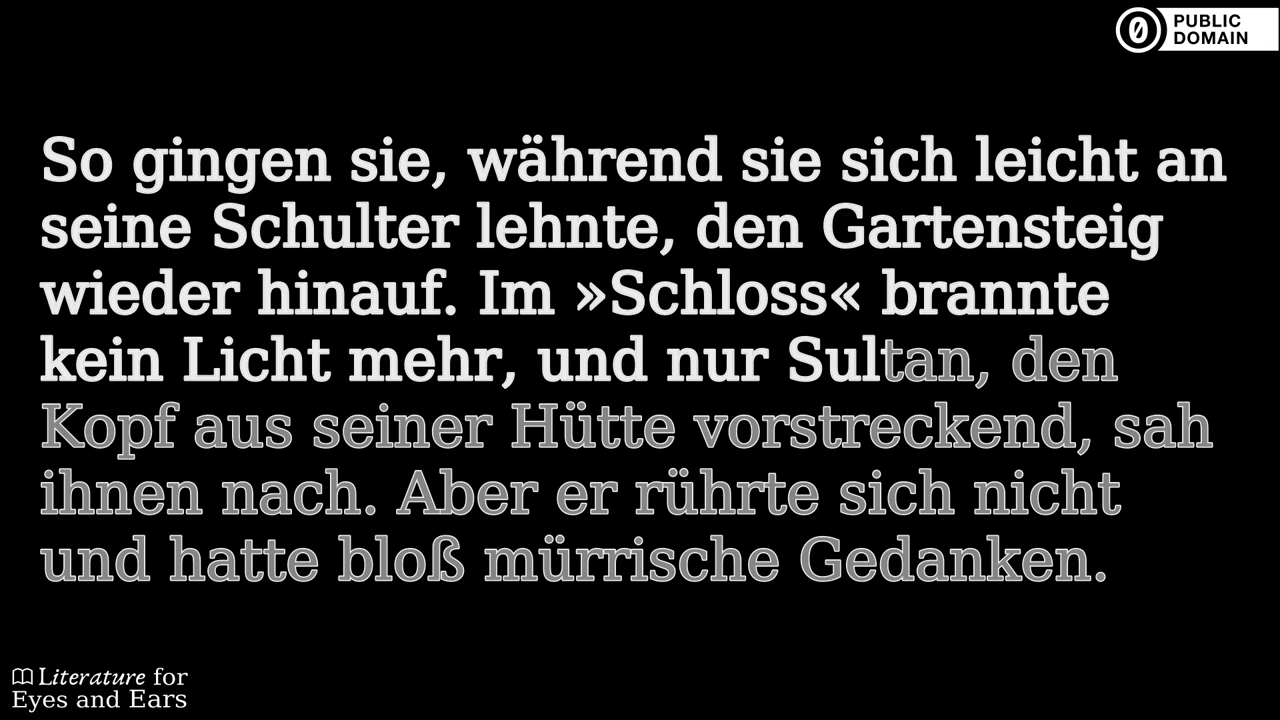 PUBLIC
DOMAIN
So gingen sie, während sie sich leicht an
seine Schulter lehnte, den Gartensteig
wieder hinauf. Im »Schloss« brannte
kein Licht mehr, und nur Sultan, den
Kopf aus seiner Hütte vorstreckend, sah
ihnen nach. Aber er rührte sich nicht
und hatte bloß mürrische Gedanken.
Literature for
Eyes and Ears